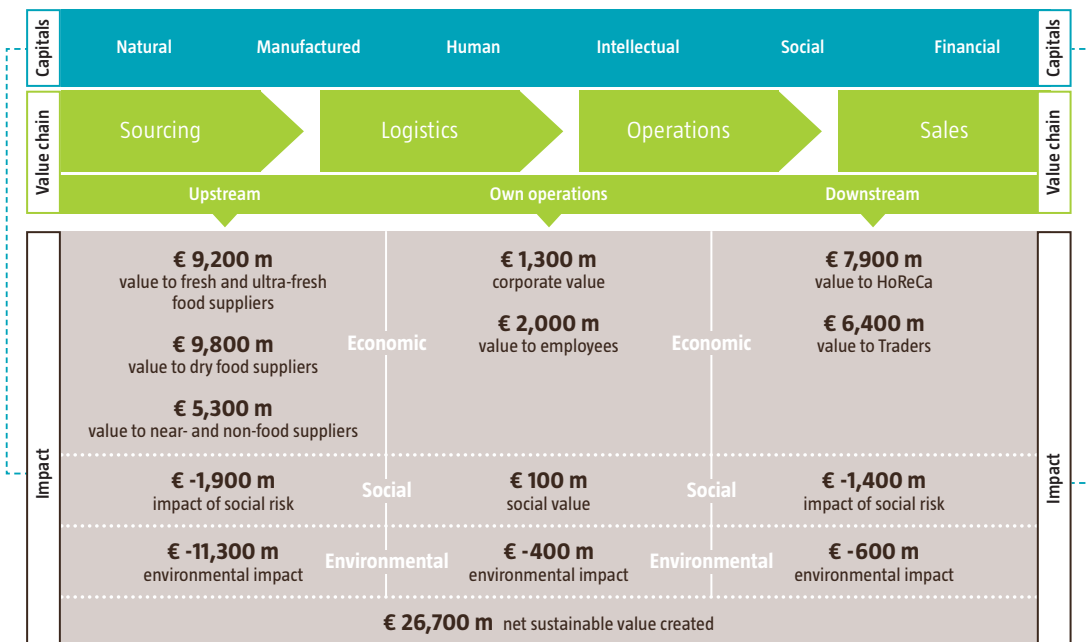 Capitals
Natural
Manufactured
Human
Intellectual
Social
Financial
Capitals
Value chain
Sourcing
Logistics
Operations
Sales
Value chain
Upstream
Own operations
Downstream
Impact
€ 9,200 m
value to fresh and ultra-fresh
food suppliers
€ 9,800 m
value to dry food suppliers
€ 5,300 m
value to near- and non-food suppliers
Economic
€ 1,300 m
corporate value
€ 2,000 m
value to employees
Economic
€ 7,900 m
value to HoReCa
€ 6,400 m
value to Traders
€ -1,900 m
impact of social risk
Social
€ 100 m
social value
Social
€ -1,400 m
impact of social risk
€ -11,300 m
environmental impact
Environmental
€ -400 m
environmental impact
Environmental
€ -600 m
environmental impact
€ 26,700 m net sustainable value created
Impact